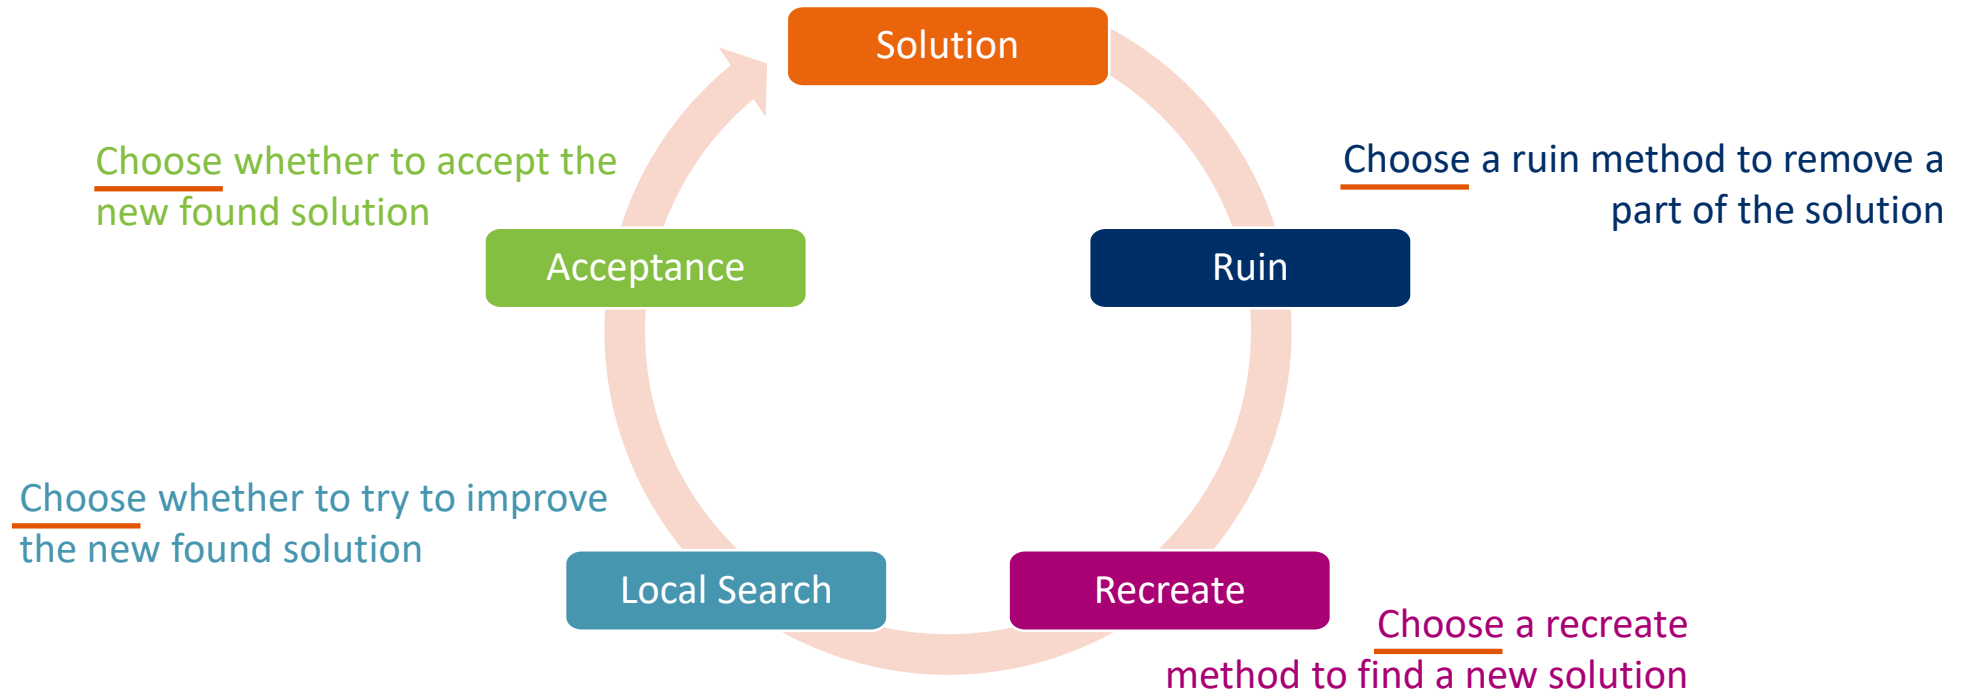 Solution
Choose a ruin method to remove a
part of the solution
Ruin
Recreate
Choose a recreate
method to find a new solution
Local Search
Choose whether to try to improve
the new found solution
Acceptance
Choose whether to accept the
new found solution